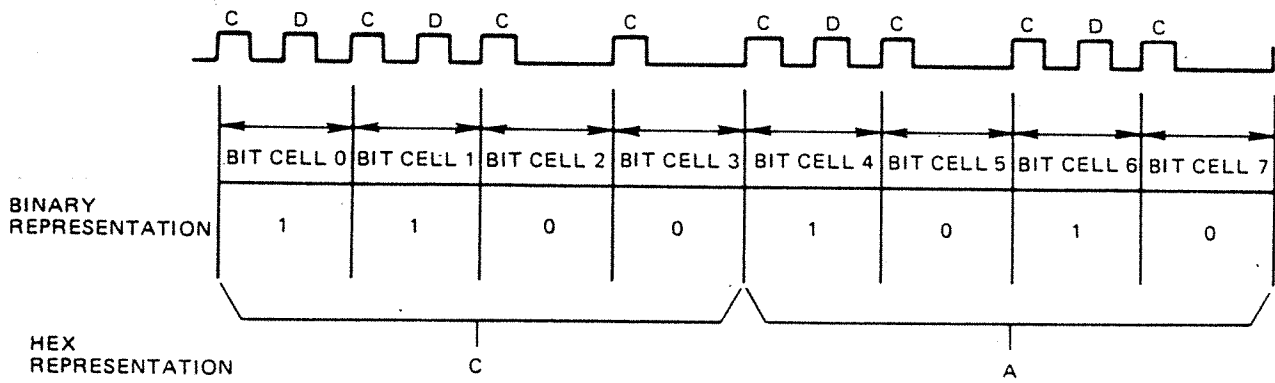 C D C D C C C D C C D C
BIT CELL 0 BIT CELL 1 BIT CELL 2 BIT CELL 3 BIT CELL 4 BIT CELL 5 BIT CELL 6 BIT CELL 7
BINARY
REPRESENTATION 1 1 0 0 1 0 1 0
HEX
REPRESENTATION C A